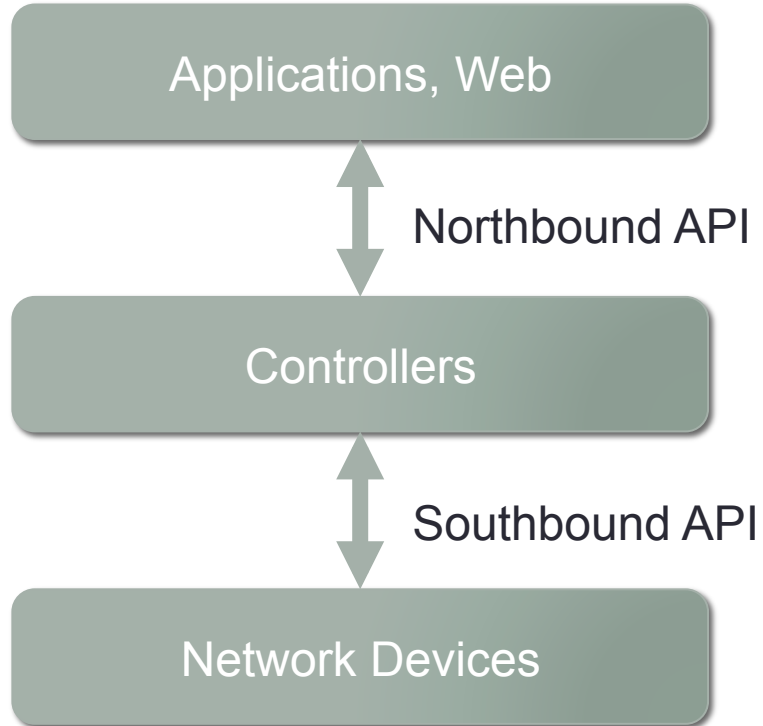 Applications, Web
Northbound API
Controllers
Southbound API
Network Devices